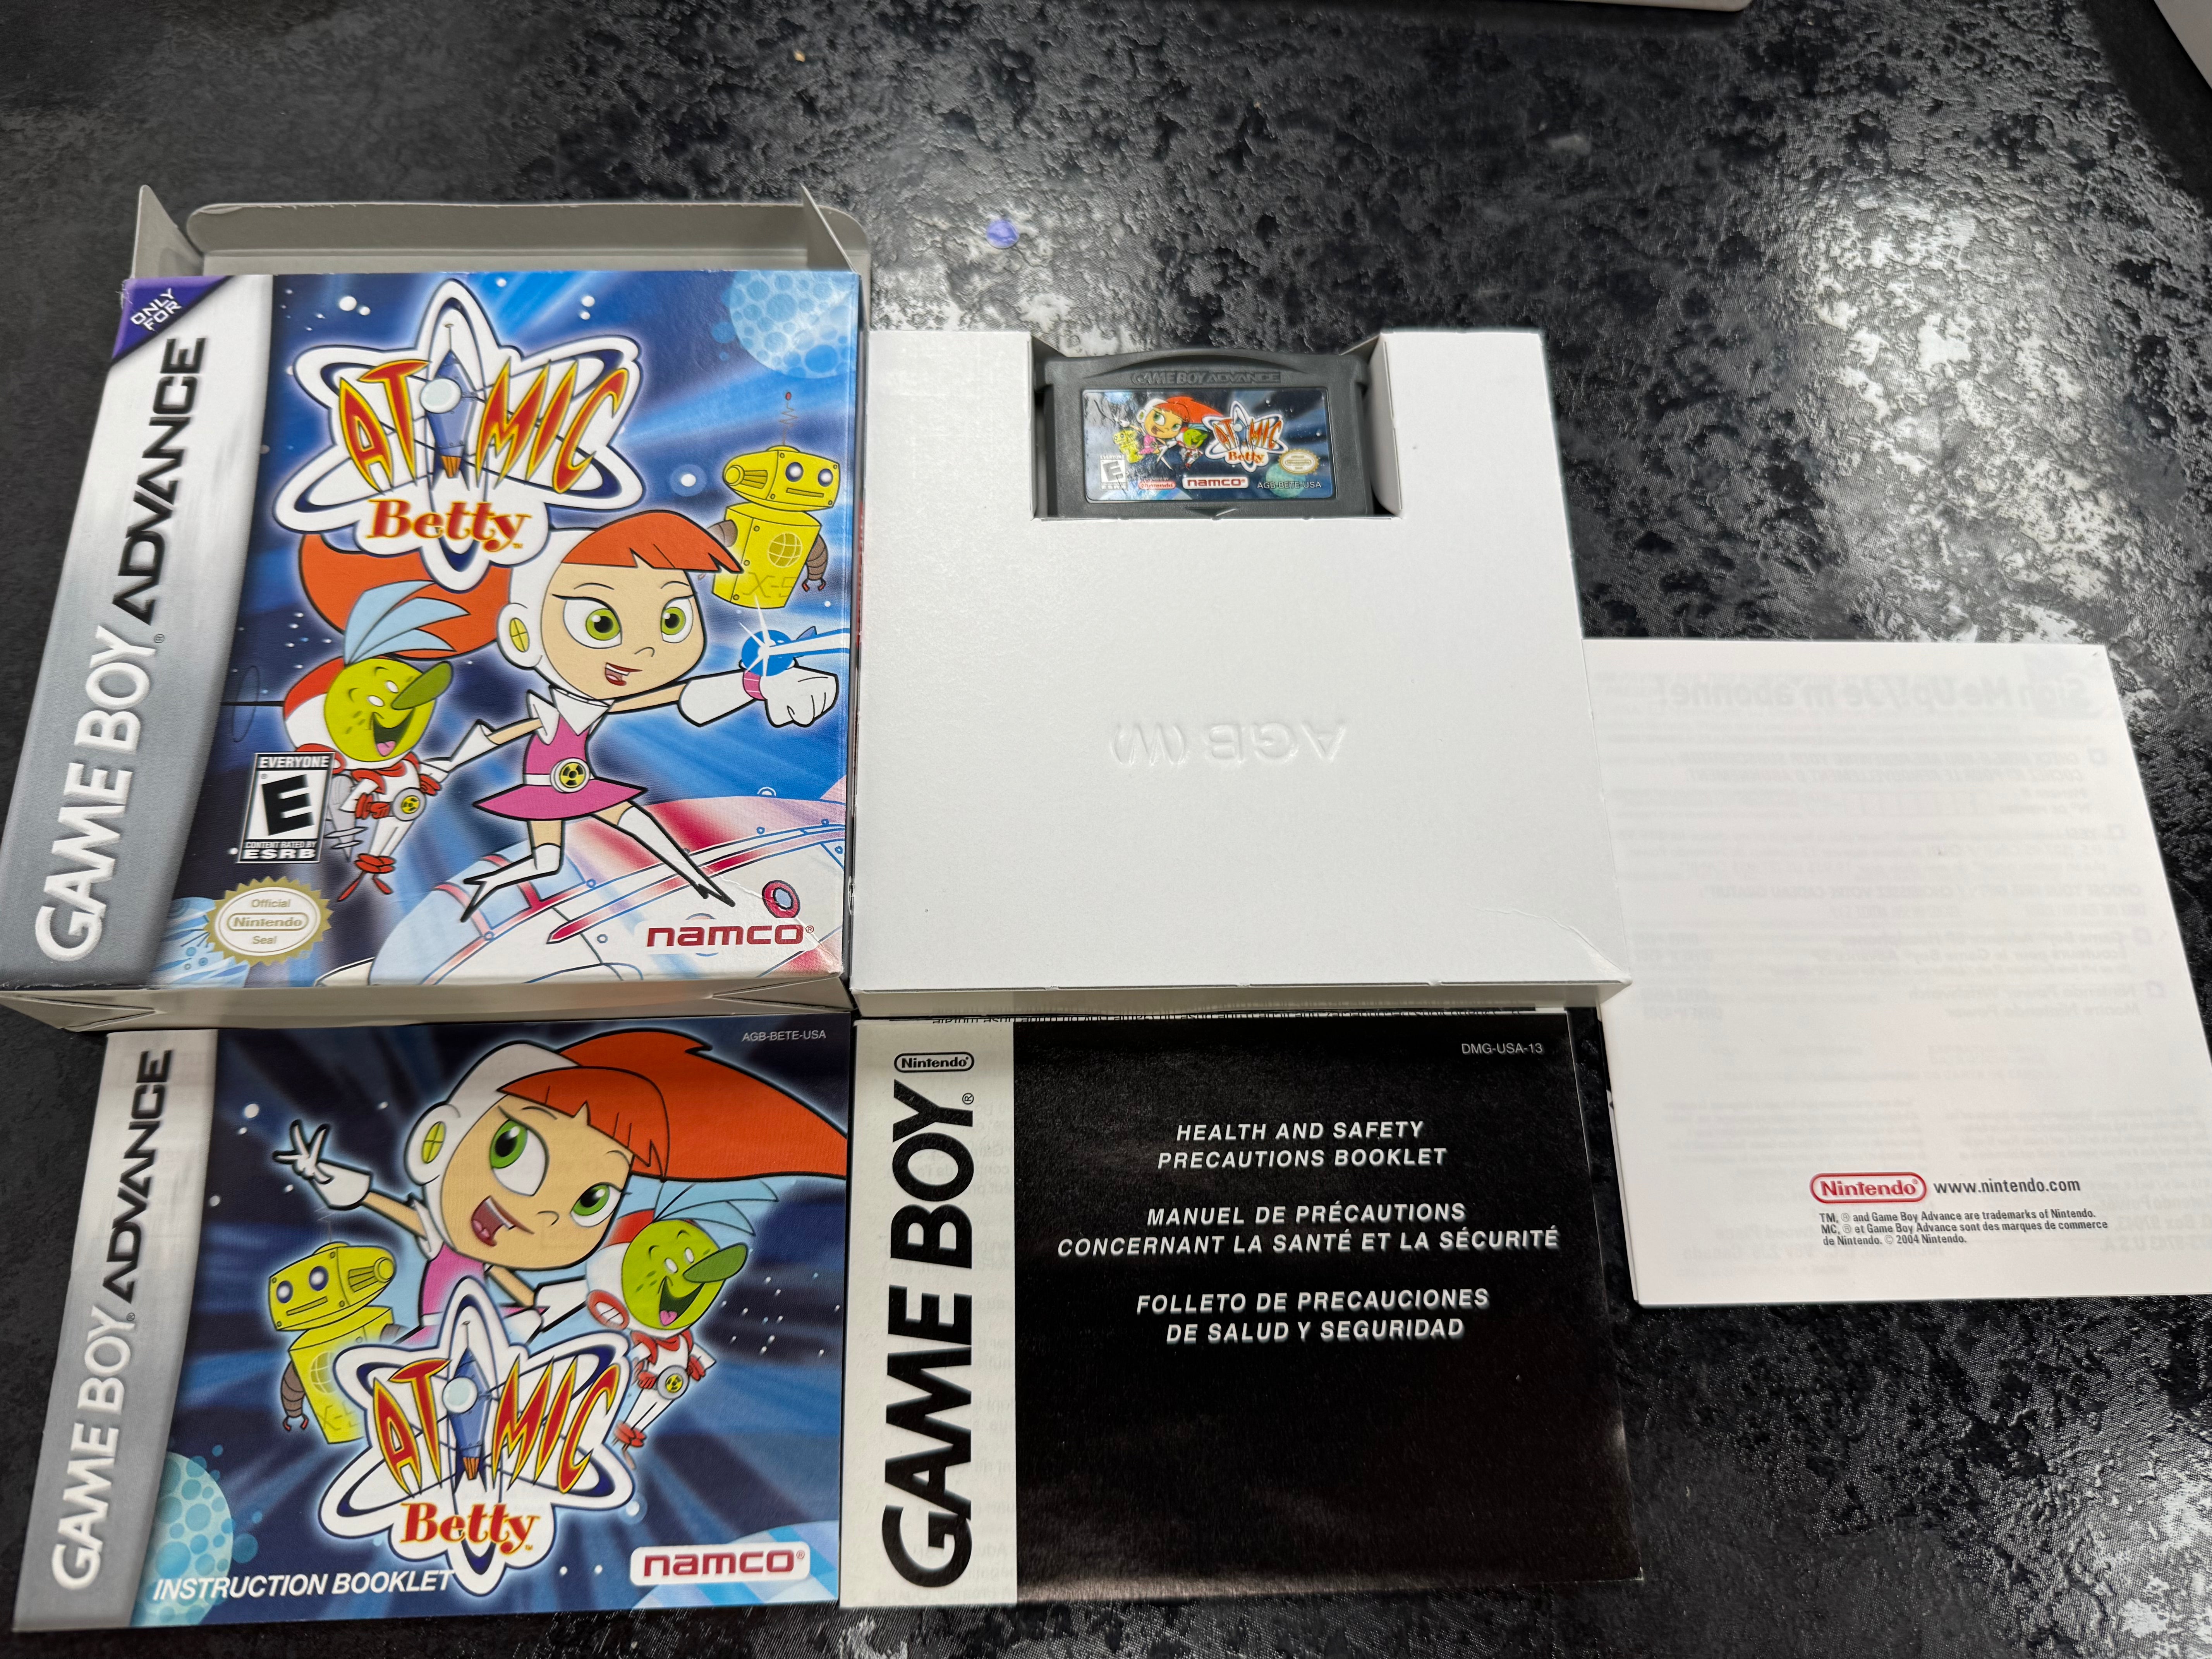 ONLY
FOR
GAME BOY ADVANCE
ATOMIC
Betty™
X-5
EVERYONE
E
CONTENT RATED BY
ESRB
Official
Nintendo
Seal
namco®
GAME BOY ADVANCE
ATOMIC
Betty
E
namco®
AGB-BETE-USA
AGB (W)
GAME BOY® ADVANCE
AGB-BETE-USA
X-5
ATOMIC
Betty™
INSTRUCTION BOOKLET
namco®
Nintendo®
GAME BOY®
DMG-USA-13
HEALTH AND SAFETY
PRECAUTIONS BOOKLET
MANUEL DE PRÉCAUTIONS
CONCERNANT LA SANTÉ ET LA SÉCURITÉ
FOLLETO DE PRECAUCIONES
DE SALUD Y SEGURIDAD
Sign Me Up!/Je m'abonne!
Nintendo® www.nintendo.com
TM, ® and Game Boy Advance are trademarks of Nintendo.
MC, ® et Game Boy Advance sont des marques de commerce
de Nintendo. © 2004 Nintendo.